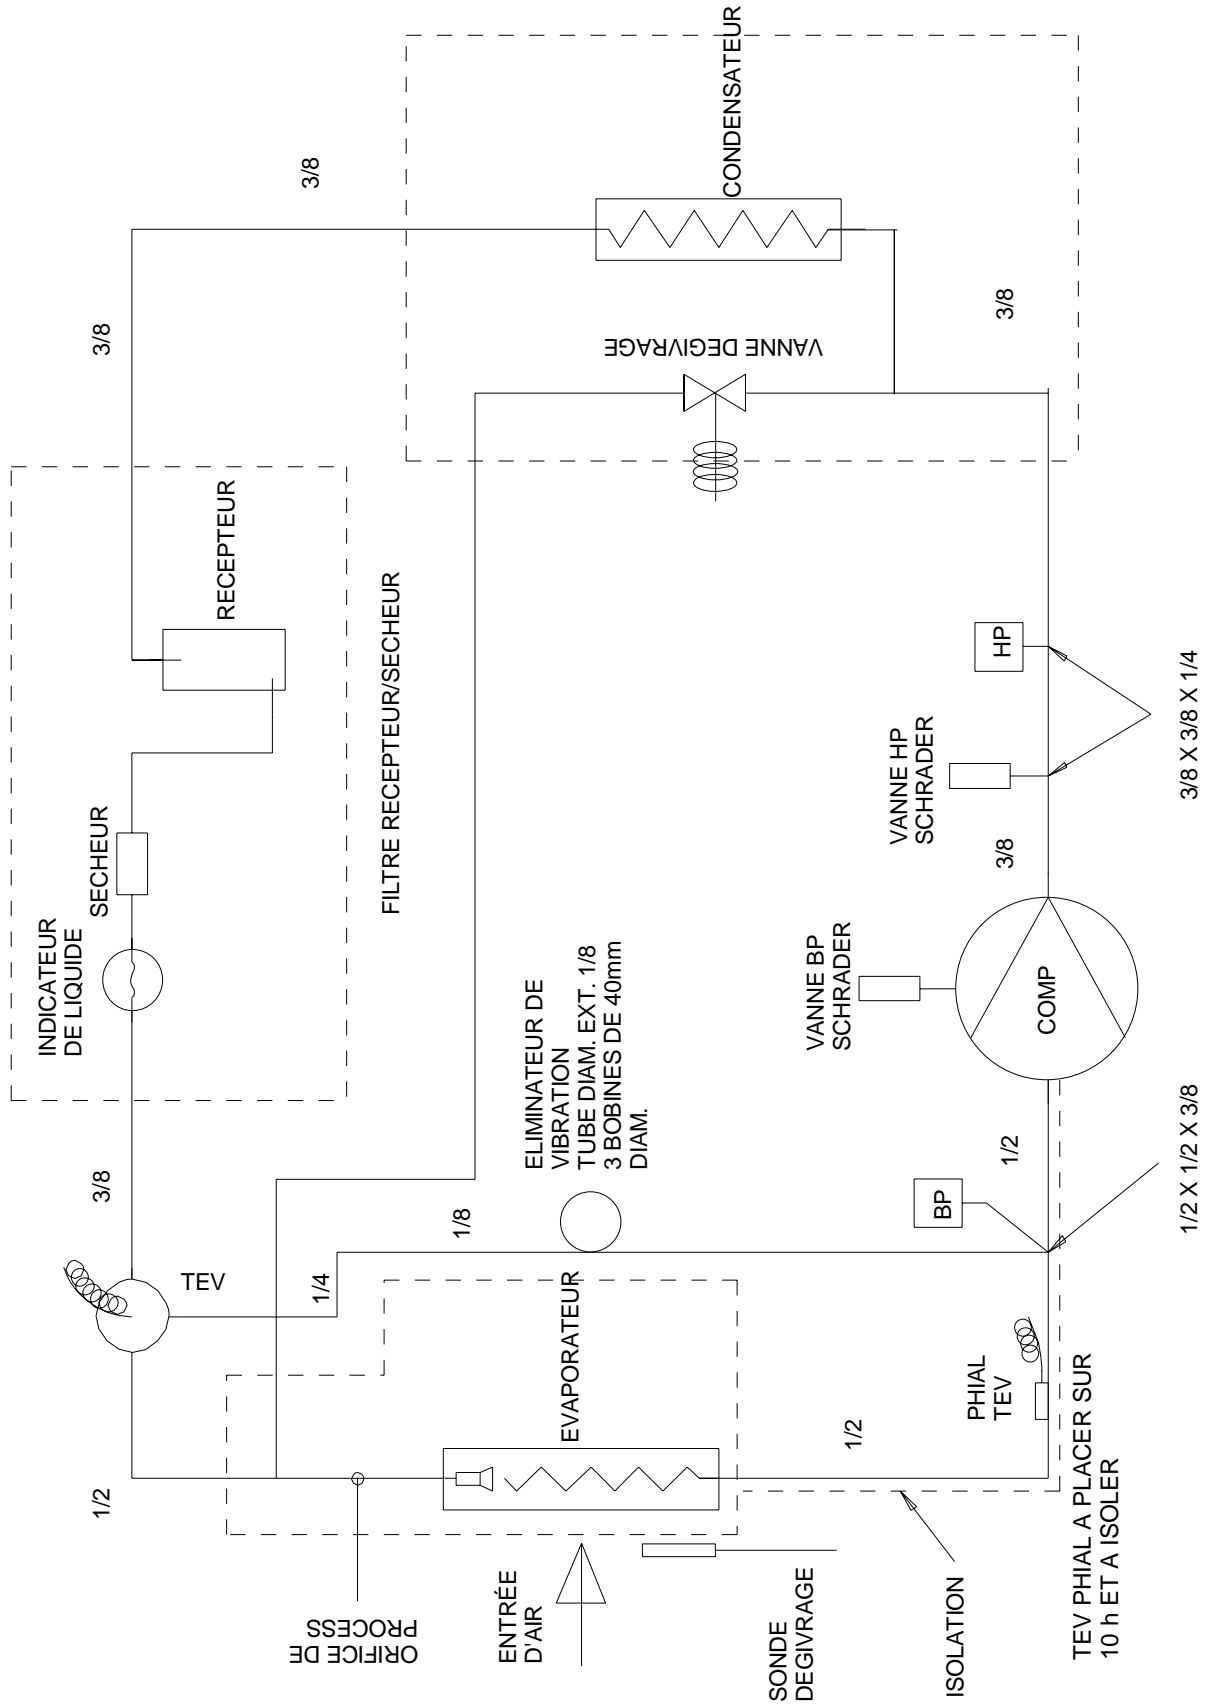 INDICATEUR
DE LIQUIDE
SECHEUR
RECEPTEUR
FILTRE RECEPTEUR/SECHEUR
3/8
3/8
3/8
CONDENSATEUR
VANNE DEGIVRAGE
3/8
TEV
1/2
1/4
1/8
ELIMINATEUR DE
VIBRATION
TUBE DIAM. EXT. 1/8
3 BOBINES DE 40mm
DIAM.
ORIFICE DE
PROCESS
ENTRÉE
D'AIR
EVAPORATEUR
SONDE
DEGIVRAGE
1/2
ISOLATION
PHIAL
TEV
TEV PHIAL A PLACER SUR
10 h ET A ISOLER
BP
1/2
1/2 X 1/2 X 3/8
VANNE BP
SCHRADER
COMP
VANNE HP
SCHRADER
3/8
HP
3/8 X 3/8 X 1/4